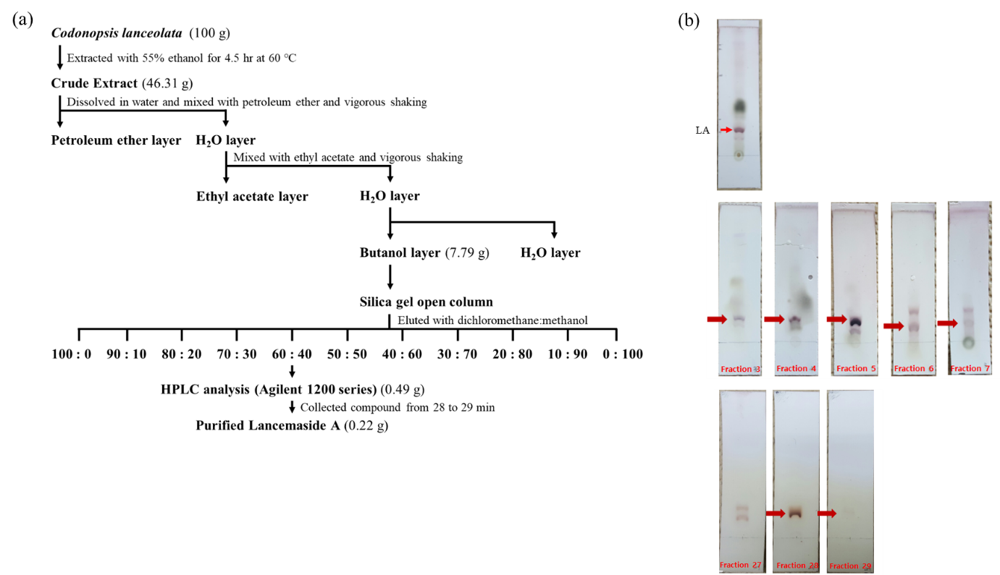 (a)
Codonopsis lanceolata (100 g)
Extracted with 55% ethanol for 4.5 hr at 60 ℃
Crude Extract (46.31 g)
Dissolved in water and mixed with petroleum ether and vigorous shaking
Petroleum ether layer H₂O layer
Mixed with ethyl acetate and vigorous shaking
Ethyl acetate layer H₂O layer
Butanol layer (7.79 g) H₂O layer
Silica gel open column
Eluted with dichloromethane:methanol
100 : 0 90 : 10 80 : 20 70 : 30 60 : 40 50 : 50 40 : 60 30 : 70 20 : 80 10 : 90 0 : 100
HPLC analysis (Agilent 1200 series) (0.49 g)
Collected compound from 28 to 29 min
Purified Lancemaside A (0.22 g)
(b)
LA
Fraction 3 Fraction 4 Fraction 5 Fraction 6 Fraction 7
Fraction 27 Fraction 28 Fraction 29